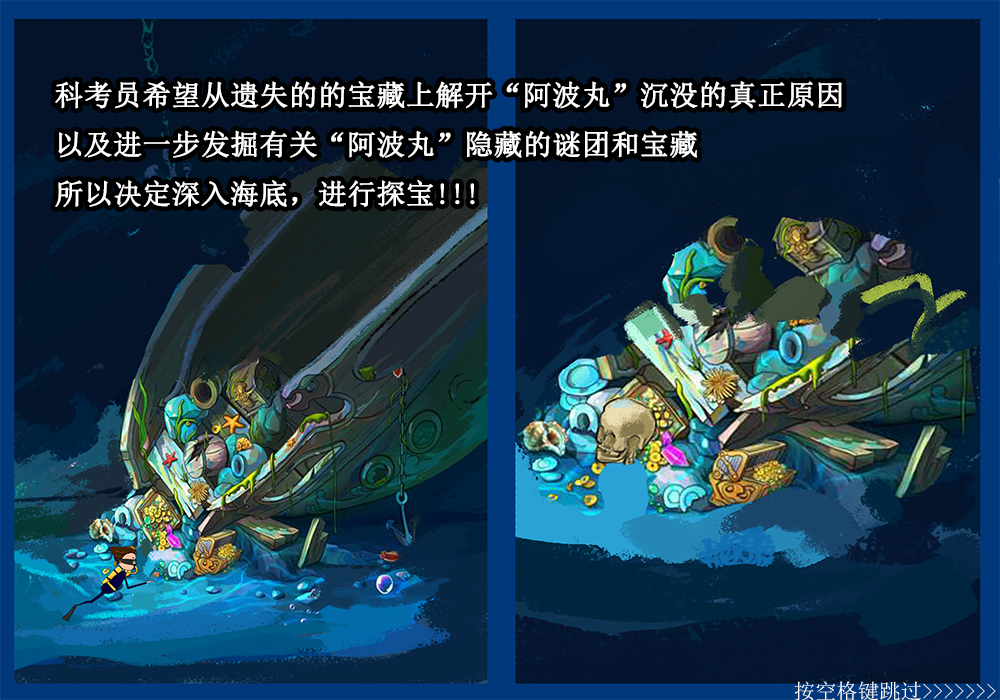 科考员希望从遗失的的宝藏上解开“阿波丸”沉没的真正原因
以及进一步发掘有关“阿波丸”隐藏的谜团和宝藏
所以决定深入海底，进行探宝!!!
按空格键跳过>>>>>>>